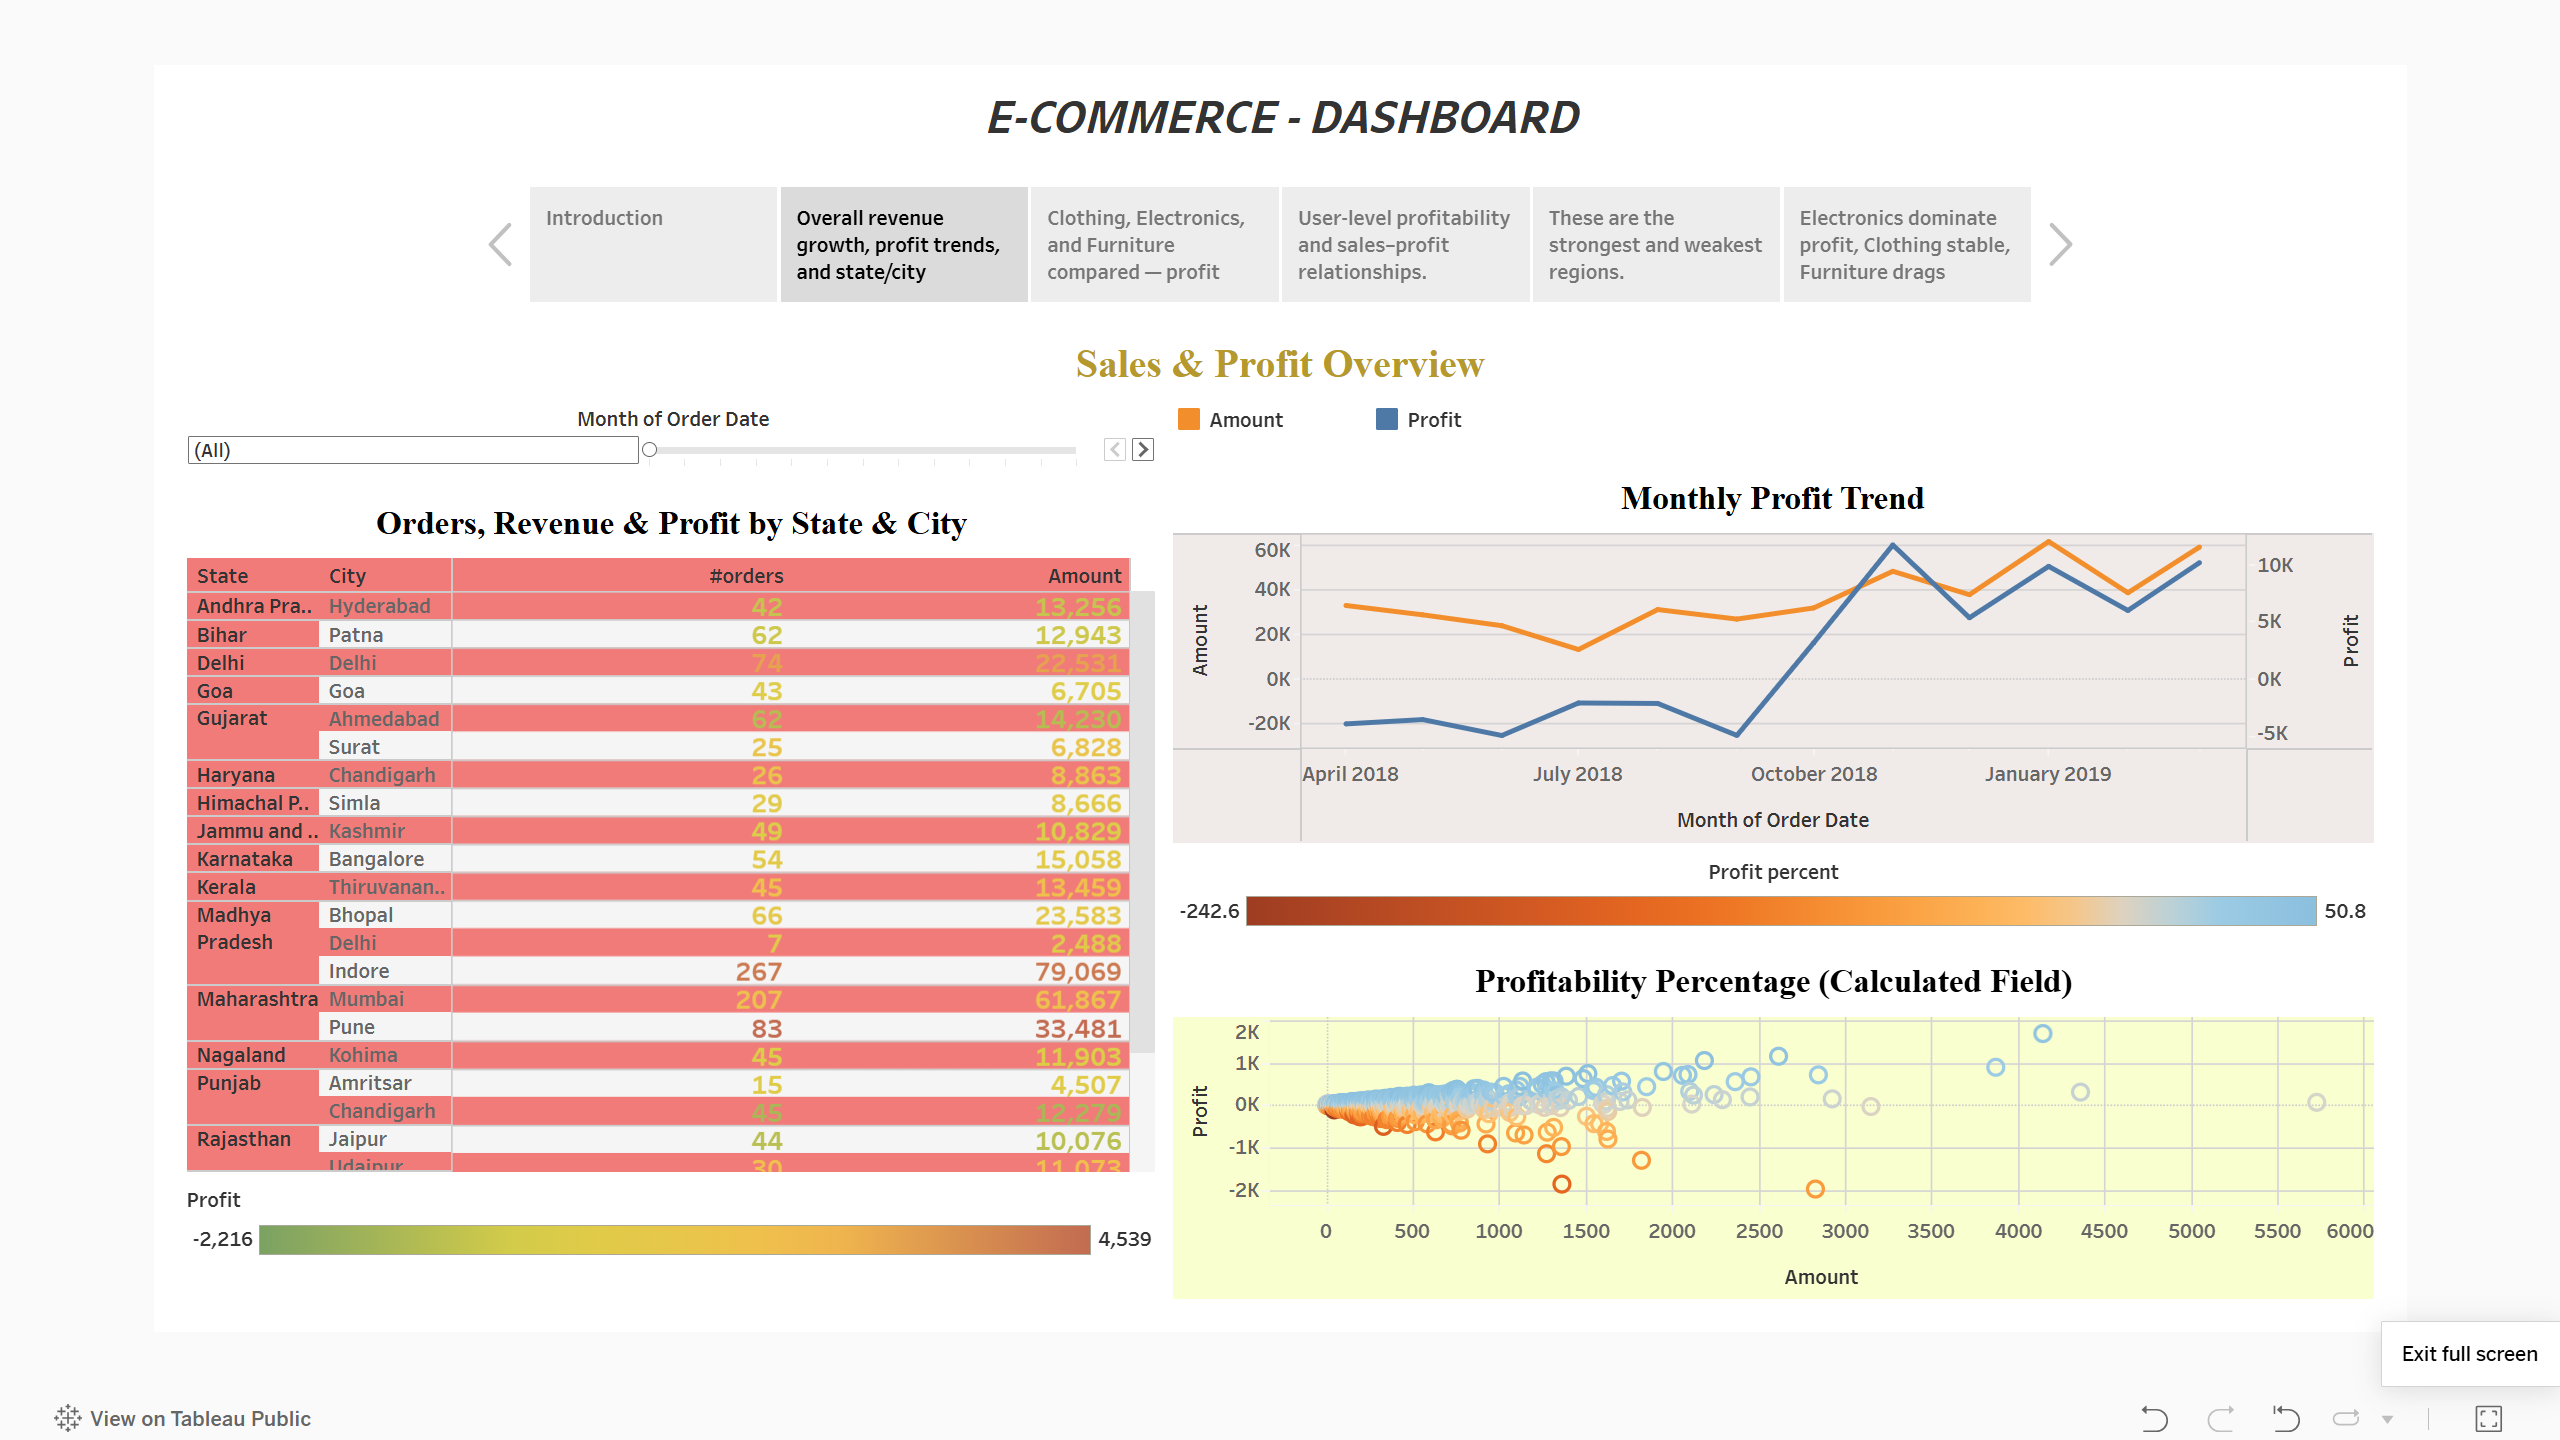 E-COMMERCE - DASHBOARD
Introduction
Overall revenue
growth, profit trends,
and state/city
Clothing, Electronics,
and Furniture
compared — profit
User-level profitability
and sales–profit
relationships.
These are the
strongest and weakest
regions.
Electronics dominate
profit, Clothing stable,
Furniture drags
Sales & Profit Overview
Month of Order Date
(All)
Orders, Revenue & Profit by State & City
State City #orders Amount
Andhra Pra.. Hyderabad 42 13,256
Bihar Patna 62 12,943
Delhi Delhi 74 22,531
Goa Goa 43 6,705
Gujarat Ahmedabad 62 14,230
Surat 25 6,828
Haryana Chandigarh 26 8,863
Himachal P.. Simla 29 8,666
Jammu and .. Kashmir 49 10,829
Karnataka Bangalore 54 15,058
Kerala Thiruvanan.. 45 13,459
Madhya Bhopal 66 23,583
Pradesh Delhi 7 2,488
Indore 267 79,069
Maharashtra Mumbai 207 61,867
Pune 83 33,481
Nagaland Kohima 45 11,903
Punjab Amritsar 15 4,507
Chandigarh 45 12,279
Rajasthan Jaipur 44 10,076
Udaipur 30 11,073
Profit
-2,216 4,539
Amount Profit
Monthly Profit Trend
60K
40K
20K
0K
-20K
Amount
10K
5K
0K
-5K
Profit
April 2018 July 2018 October 2018 January 2019
Month of Order Date
Profit percent
-242.6 50.8
Profitability Percentage (Calculated Field)
2K
1K
0K
-1K
-2K
Profit
0 500 1000 1500 2000 2500 3000 3500 4000 4500 5000 5500 6000
Amount
Exit full screen
View on Tableau Public